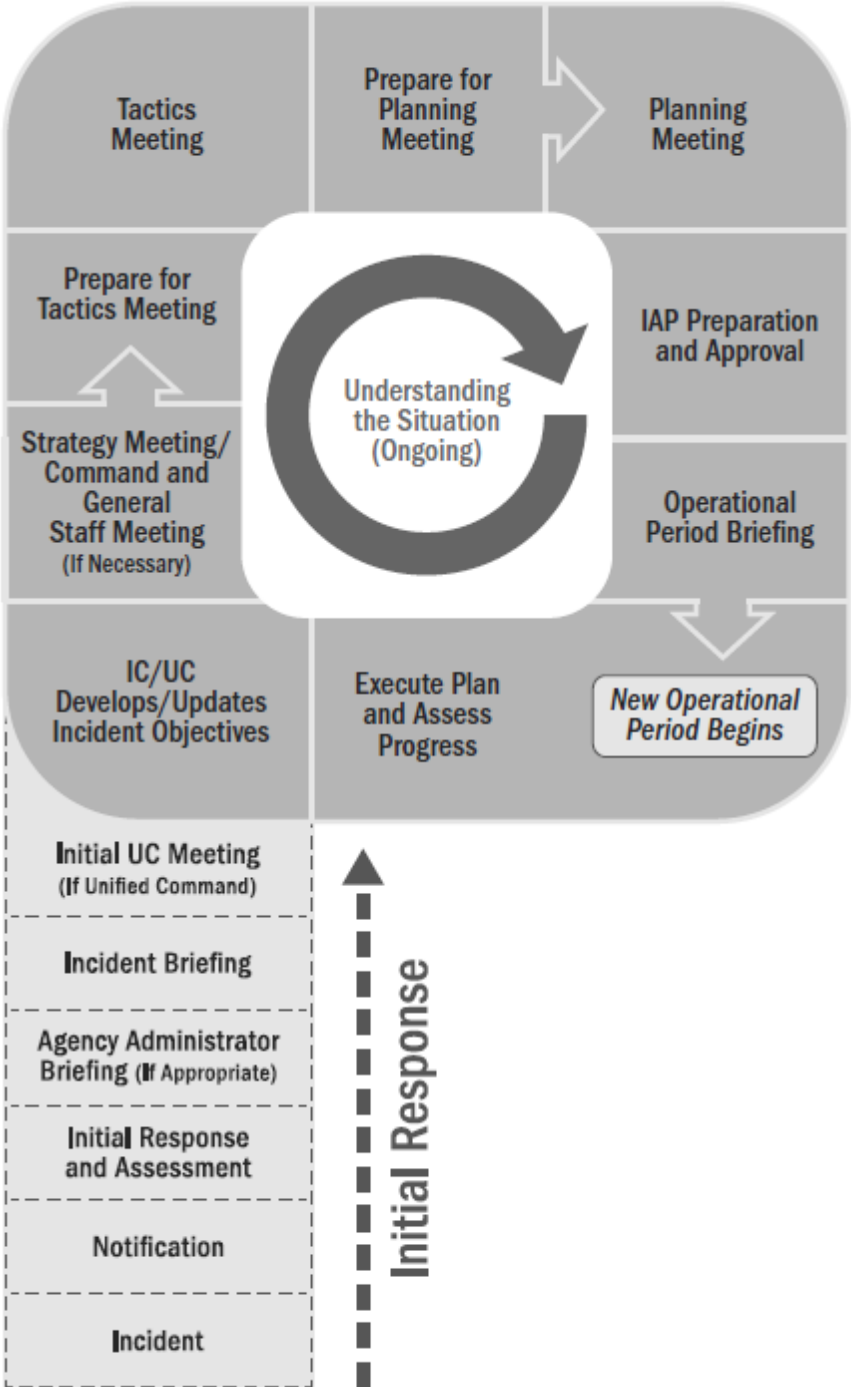 Tactics
Meeting
Prepare for
Planning
Meeting
Planning
Meeting
Prepare for
Tactics Meeting
IAP Preparation
and Approval
Understanding
the Situation
(Ongoing)
Strategy Meeting/
Command and
General
Staff Meeting
(If Necessary)
Operational
Period Briefing
IC/UC
Develops/Updates
Incident Objectives
Execute Plan
and Assess
Progress
New Operational
Period Begins
Initial UC Meeting
(If Unified Command)
Incident Briefing
Agency Administrator
Briefing (If Appropriate)
Initial Response
and Assessment
Notification
Incident
Initial Response